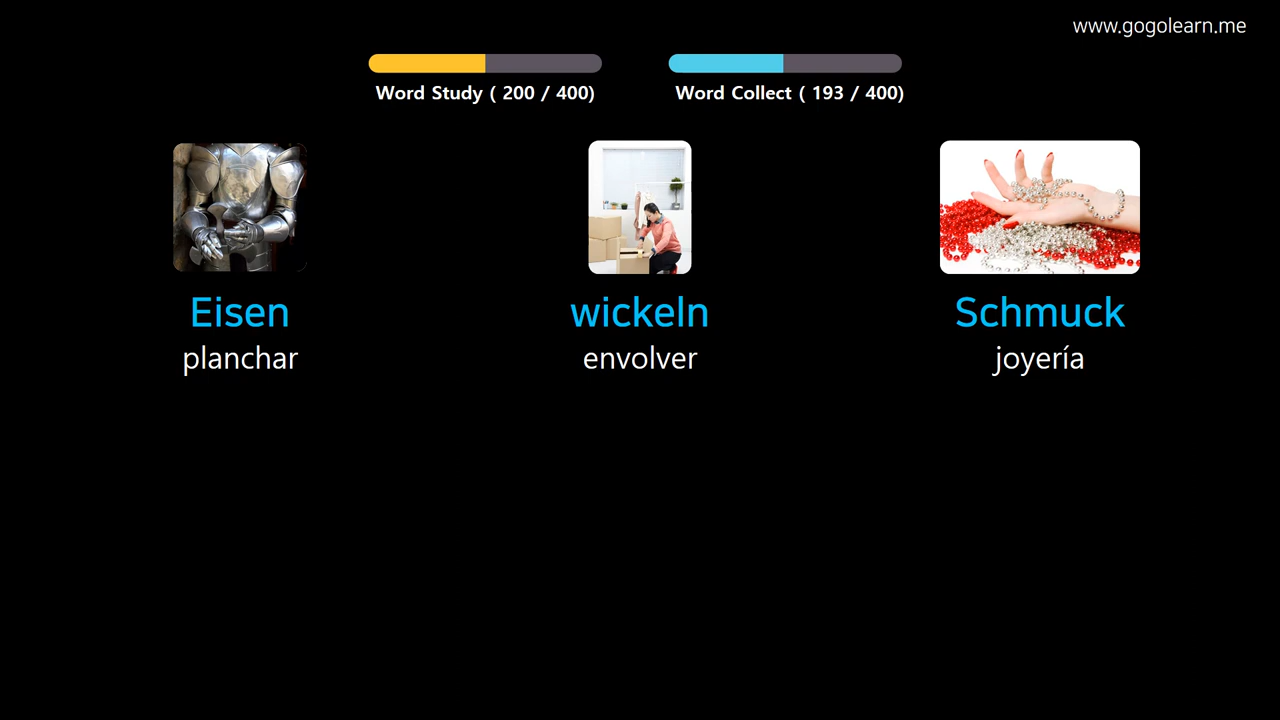 www.gogolearn.me
Word Study ( 200 / 400)
Word Collect ( 193 / 400)
Eisen
wickeln
Schmuck
planchar
envolver
joyería